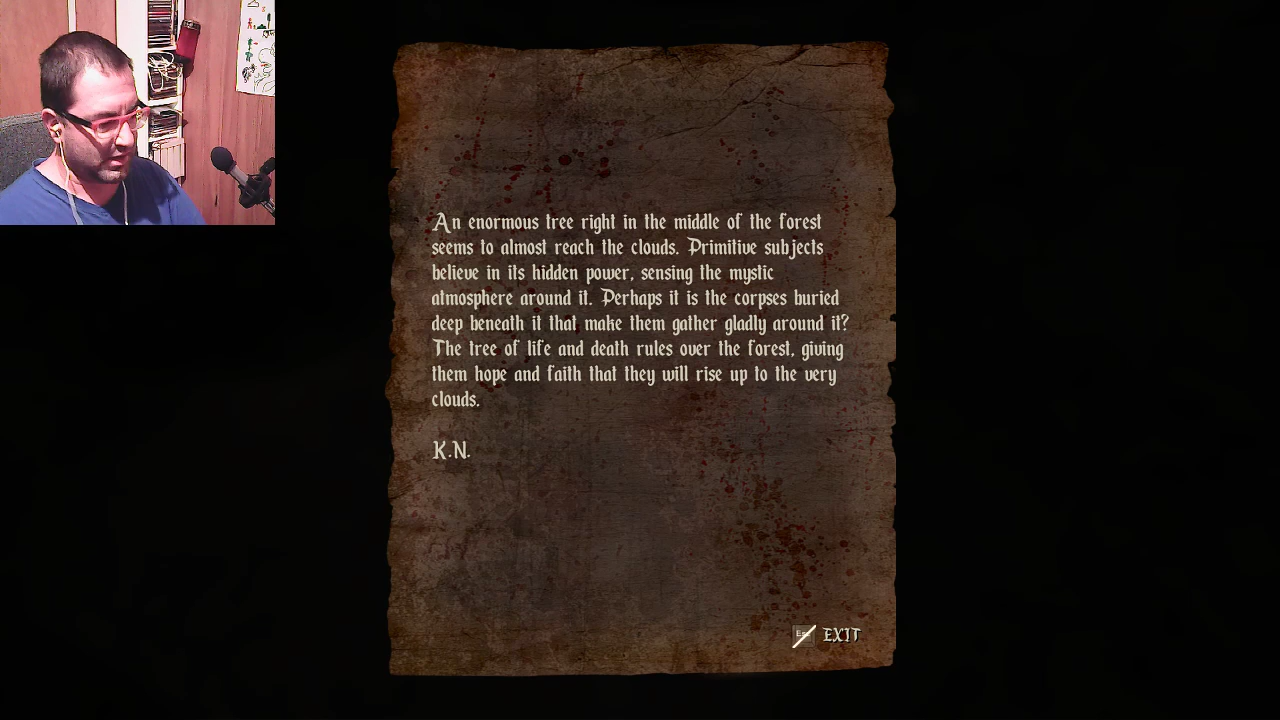 An enormous tree right in the middle of the forest
seems to almost reach the clouds. Primitive subjects
believe in its hidden power, sensing the mystic
atmosphere around it. Perhaps it is the corpses buried
deep beneath it that make them gather gladly around it?
The tree of life and death rules over the forest, giving
them hope and faith that they will rise up to the very
clouds.
K.N.
Esc EXIT